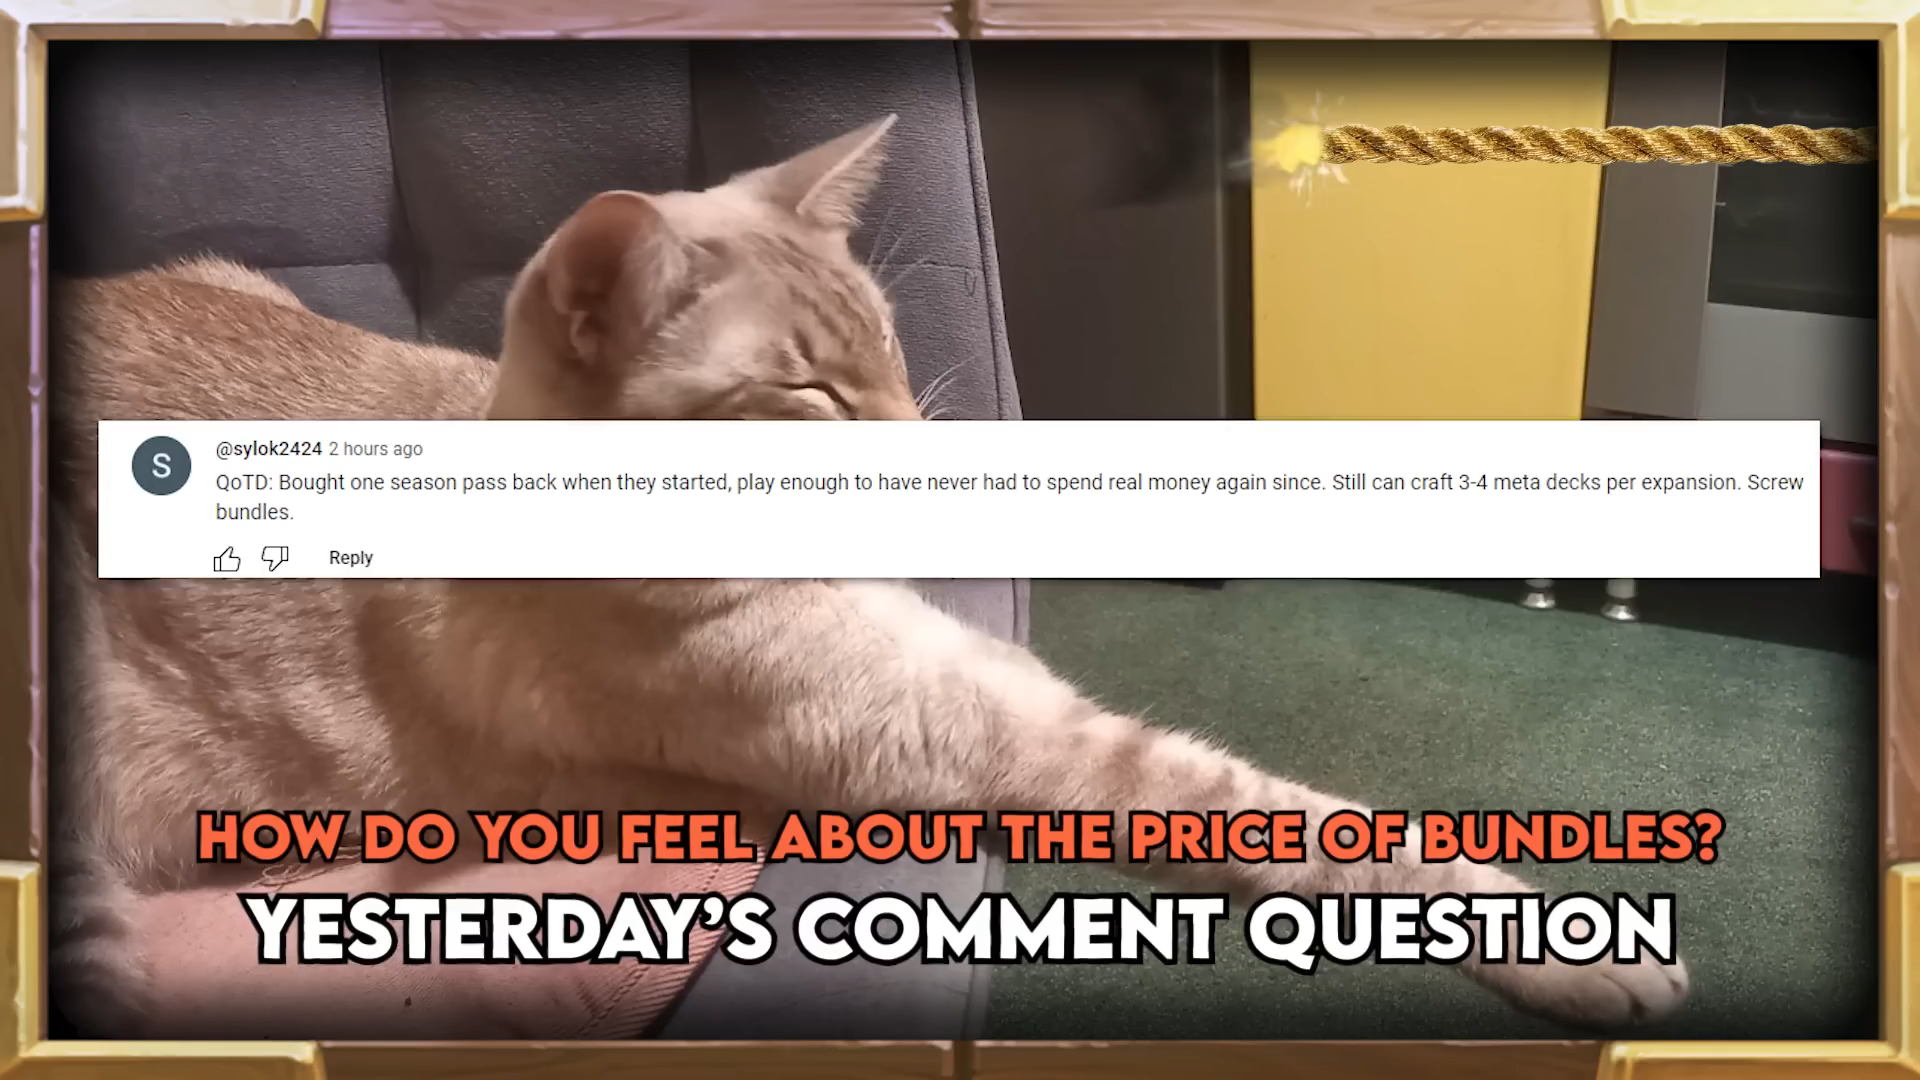 S
@sylok2424 2 hours ago
QoTD: Bought one season pass back when they started, play enough to have never had to spend real money again since. Still can craft 3-4 meta decks per expansion. Screw
bundles.
Reply
HOW DO YOU FEEL ABOUT THE PRICE OF BUNDLES?
YESTERDAY'S COMMENT QUESTION